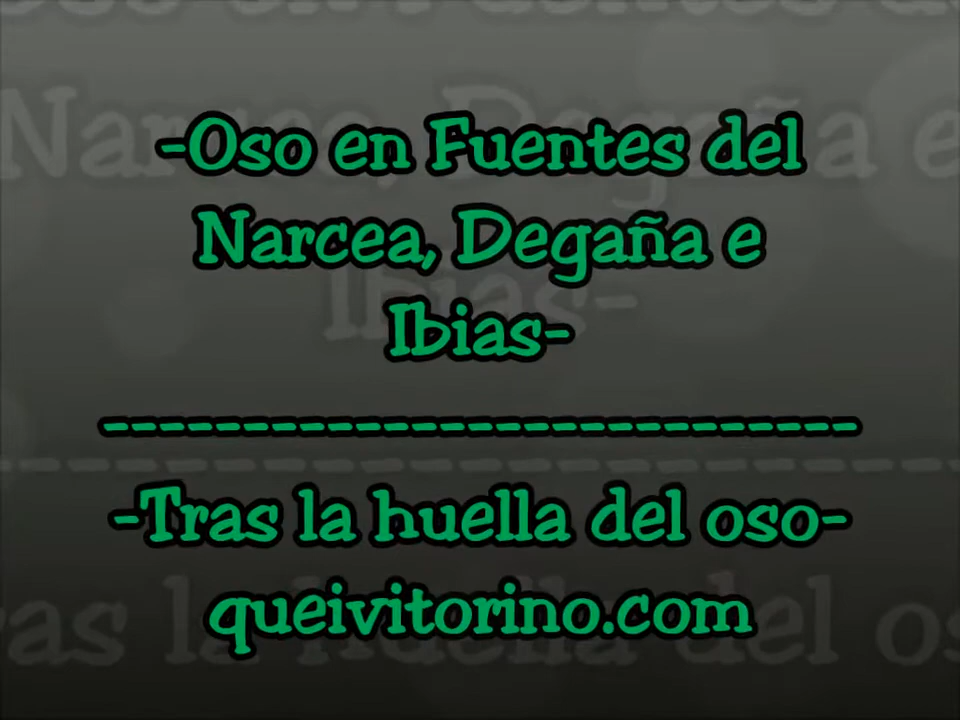 -Oso en Fuentes del
Narcea, Degaña e
Ibias-
---------------------------
-Tras la huella del oso-
queivitorino.com